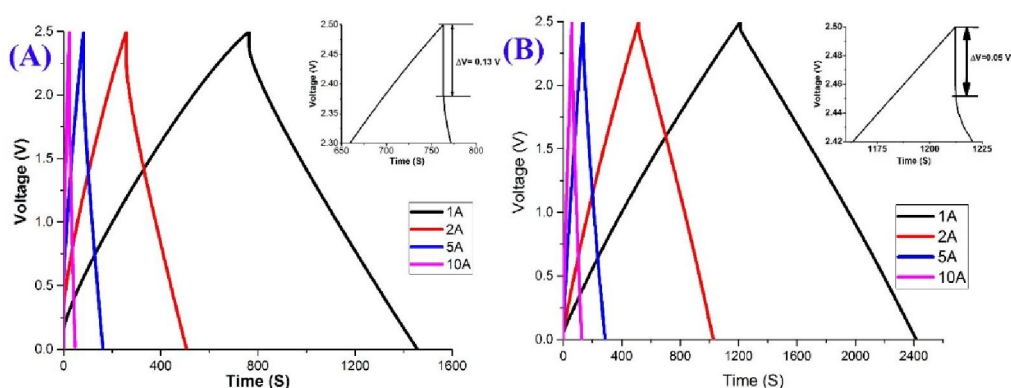 (A)
2.5
2.0
1.5
1.0
0.5
0.0
Voltage (V)
0
400
800
1200
1600
Time (S)
1A
2A
5A
10A
2.50
2.45
2.40
2.35
2.30
Voltage (V)
650
700
750
800
Time (S)
ΔV= 0.13 V
(B)
2.5
2.0
1.5
1.0
0.5
0.0
Voltage (V)
0
400
800
1200
1600
2000
2400
Time (S)
1A
2A
5A
10A
2.50
2.48
2.46
2.44
2.42
Voltage (V)
1175
1200
1225
Time (S)
ΔV=0.05 V